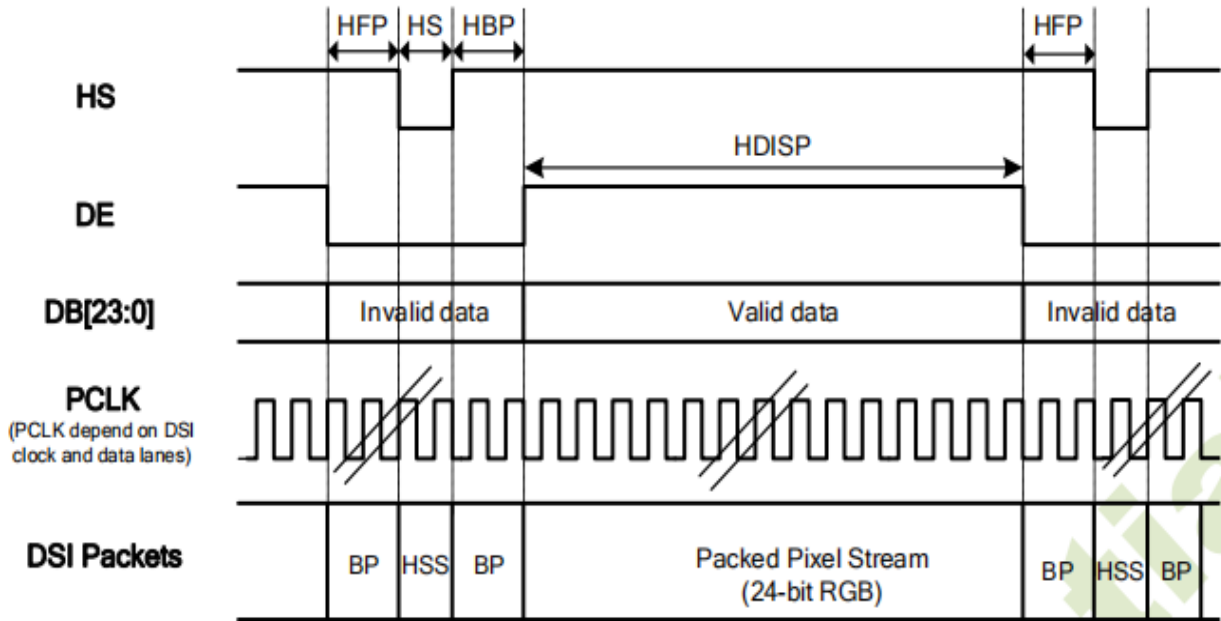 HFP HS HBP HFP
HS
HDISP
DE
DB[23:0] Invalid data Valid data Invalid data
PCLK
(PCLK depend on DSI
clock and data lanes)
DSI Packets BP HSS BP Packed Pixel Stream BP HSS BP
(24-bit RGB)